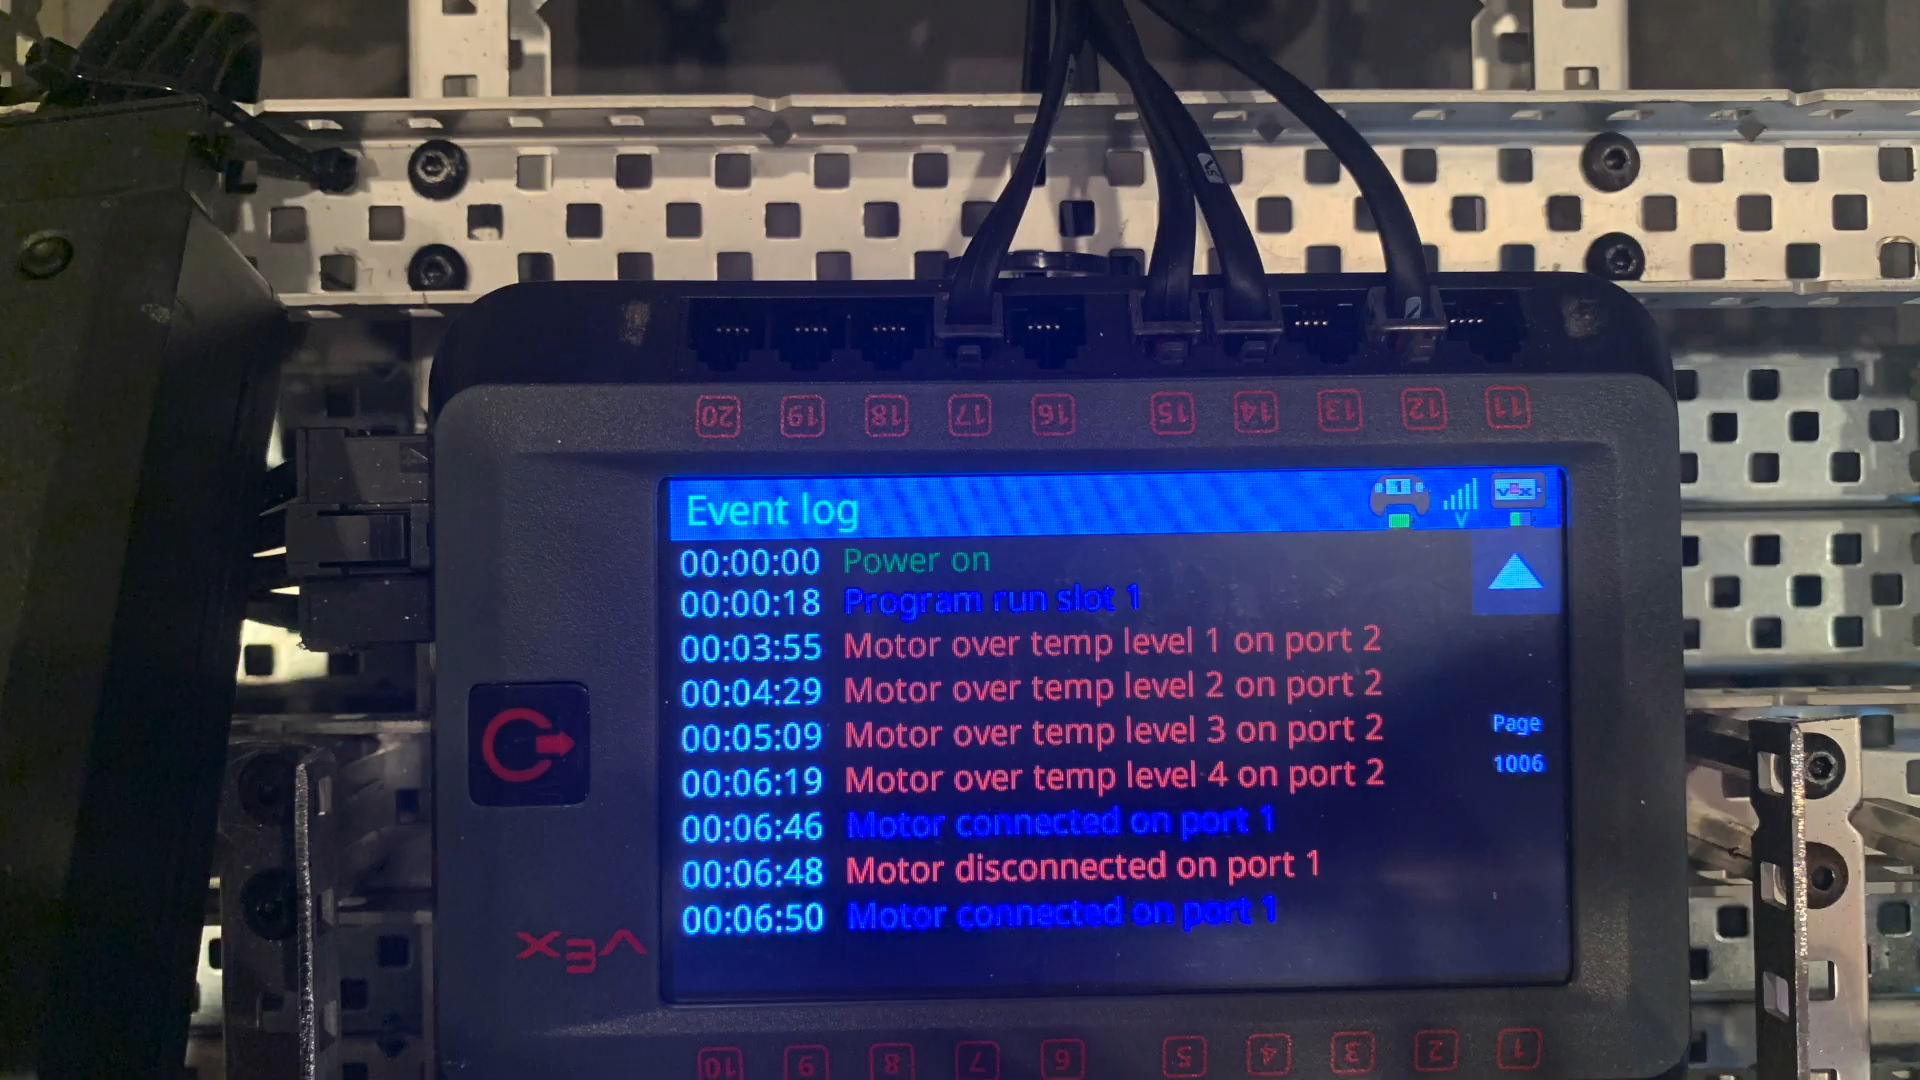 20 19 18 17 16 15 14 13 12 11
Event log
00:00:00 Power on
00:00:18 Program run slot 1
00:03:55 Motor over temp level 1 on port 2
00:04:29 Motor over temp level 2 on port 2
00:05:09 Motor over temp level 3 on port 2
00:06:19 Motor over temp level 4 on port 2
00:06:46 Motor connected on port 1
00:06:48 Motor disconnected on port 1
00:06:50 Motor connected on port 1
Page
1006
VEX
10 9 8 7 6 5 4 3 2 1